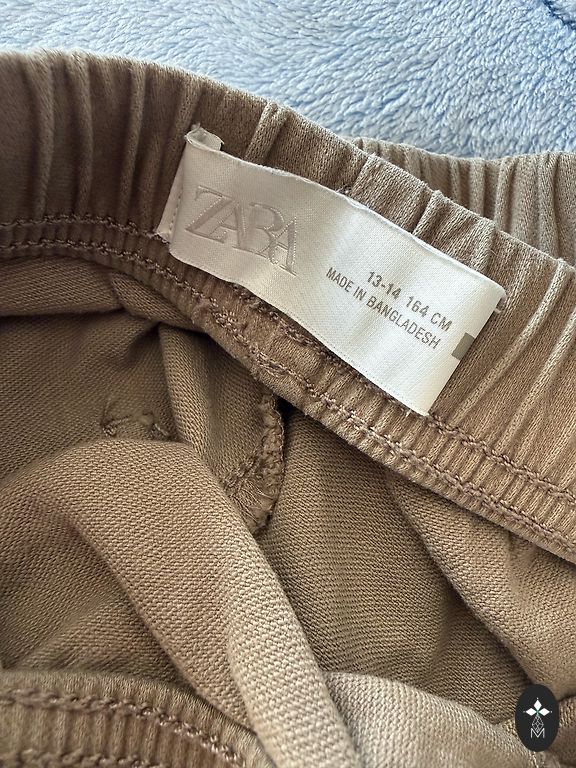 ZARA
13-14 164 CM
MADE IN BANGLADESH
M